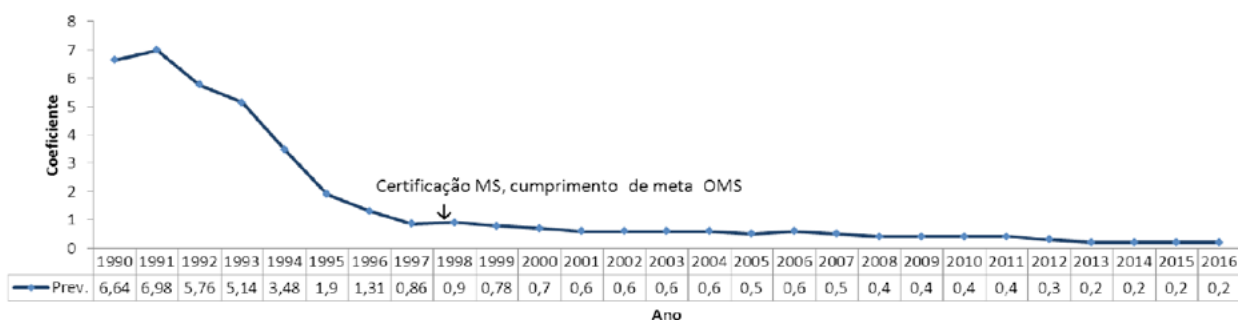 8
7
6
5
4
3
2
1
0
Coeficiente
Certificação MS, cumprimento de meta OMS
1990 1991 1992 1993 1994 1995 1996 1997 1998 1999 2000 2001 2002 2003 2004 2005 2006 2007 2008 2009 2010 2011 2012 2013 2014 2015 2016
Prev. 6,64 6,98 5,76 5,14 3,48 1,9 1,31 0,86 0,9 0,78 0,7 0,6 0,6 0,6 0,6 0,5 0,6 0,5 0,4 0,4 0,4 0,4 0,3 0,2 0,2 0,2 0,2
Ano